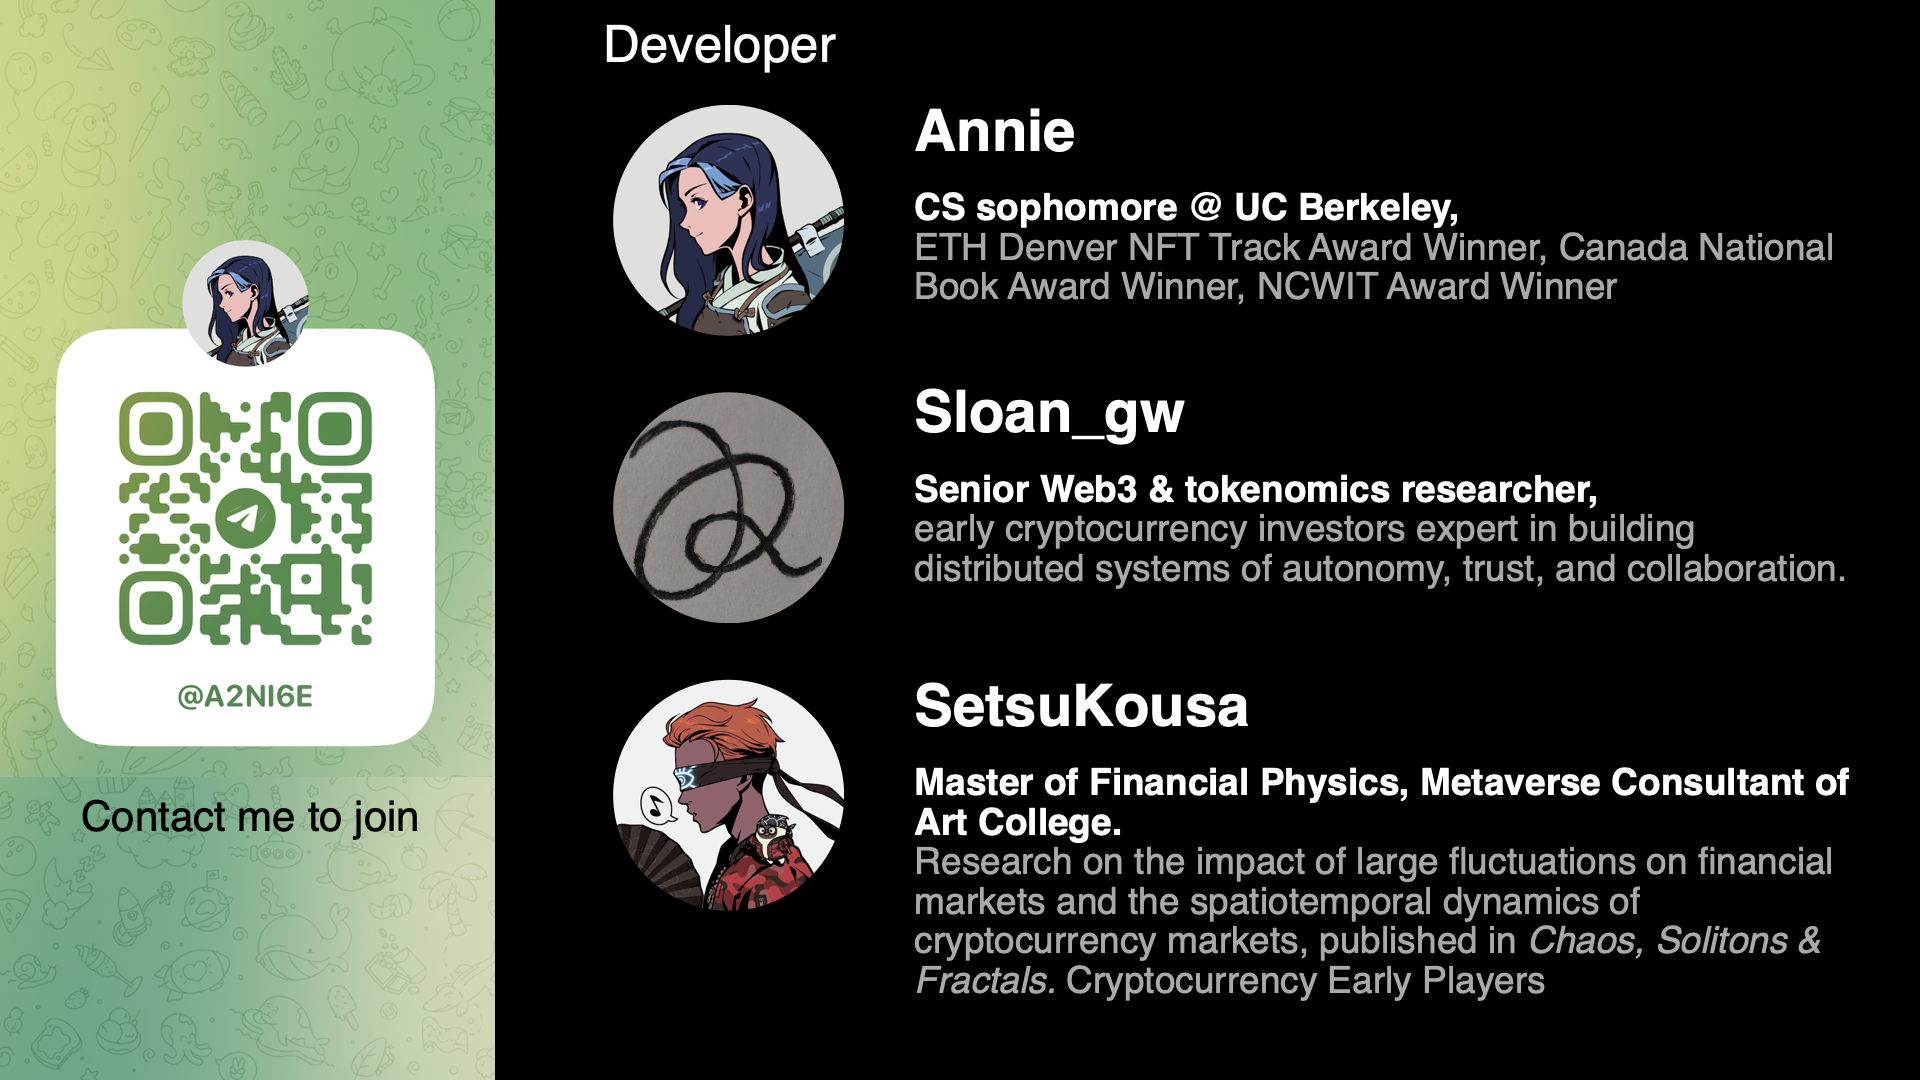 @A2NI6E
Contact me to join
Developer
Annie
CS sophomore @ UC Berkeley,
ETH Denver NFT Track Award Winner, Canada National
Book Award Winner, NCWIT Award Winner
Sloan_gw
Senior Web3 & tokenomics researcher,
early cryptocurrency investors expert in building
distributed systems of autonomy, trust, and collaboration.
SetsuKousa
Master of Financial Physics, Metaverse Consultant of
Art College.
Research on the impact of large fluctuations on financial
markets and the spatiotemporal dynamics of
cryptocurrency markets, published in Chaos, Solitons &
Fractals. Cryptocurrency Early Players